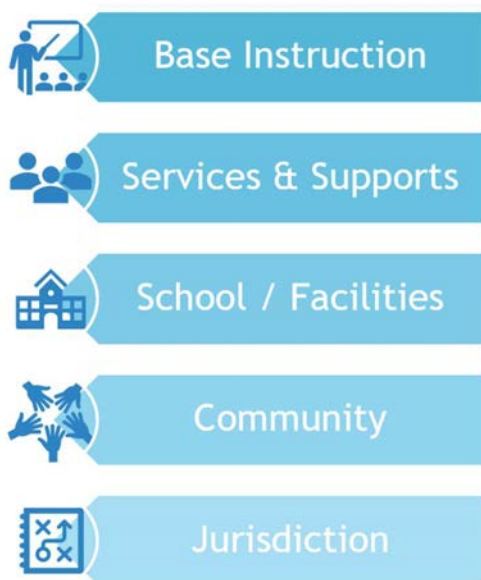 Base Instruction
Services & Supports
School / Facilities
Community
Jurisdiction